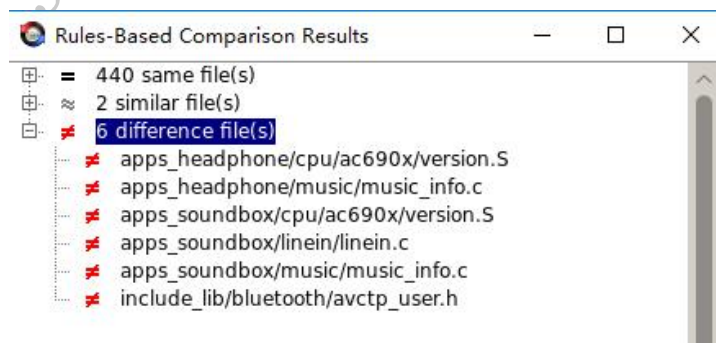 Rules-Based Comparison Results
= 440 same file(s)
≈ 2 similar file(s)
≠ 6 difference file(s)
≠ apps_headphone/cpu/ac690x/version.S
≠ apps_headphone/music/music_info.c
≠ apps_soundbox/cpu/ac690x/version.S
≠ apps_soundbox/linein/linein.c
≠ apps_soundbox/music/music_info.c
≠ include_lib/bluetooth/avctp_user.h